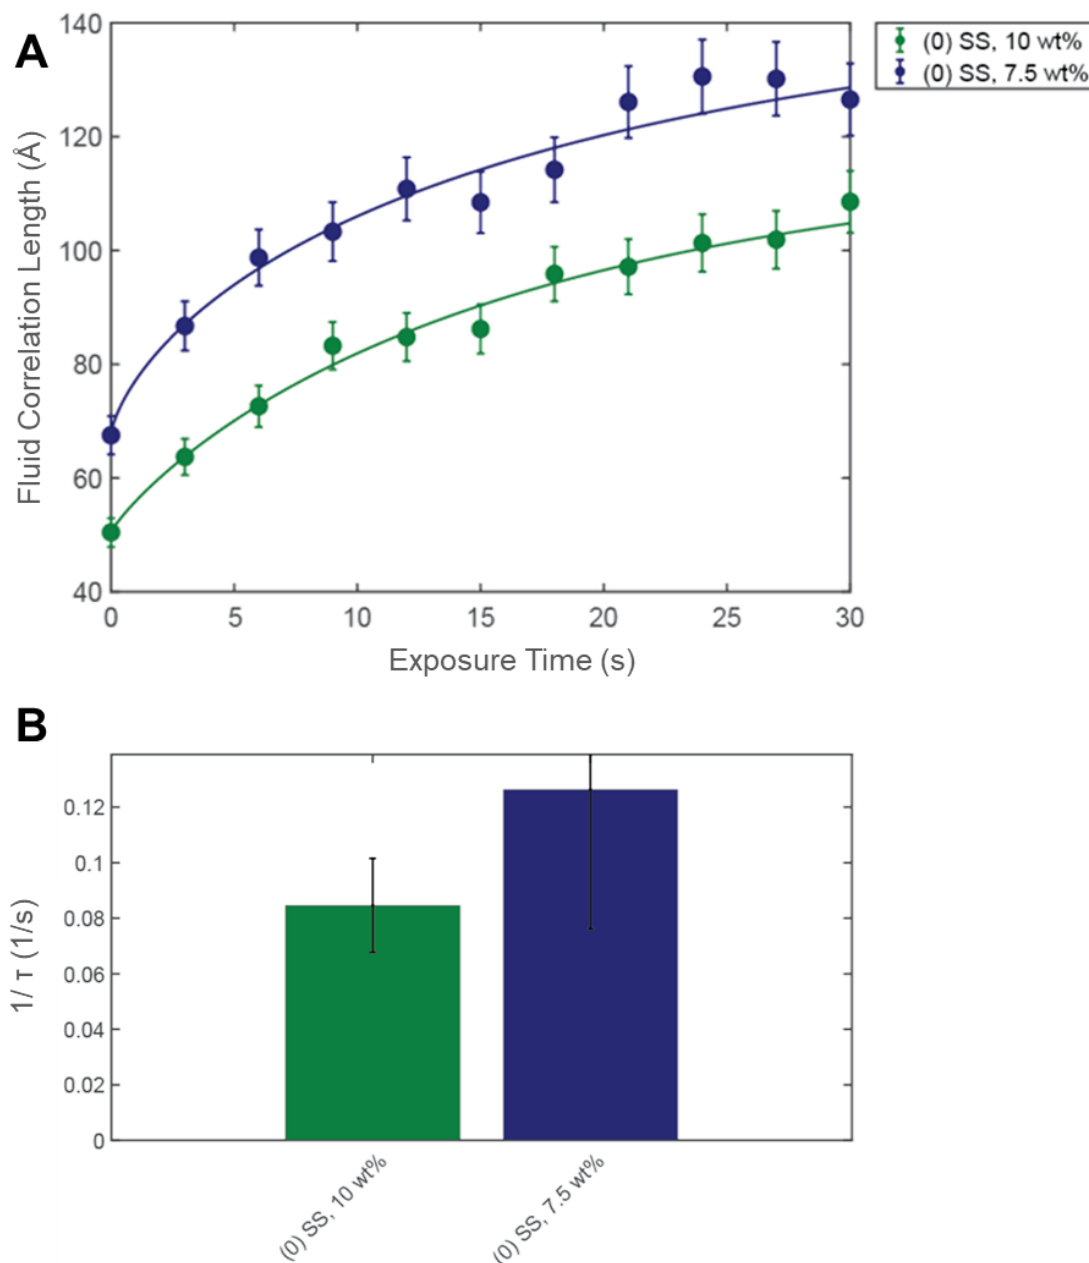 A
140
120
100
80
60
40
0
5
10
15
20
25
30
Fluid Correlation Length (Å)
Exposure Time (s)
(0) SS, 10 wt%
(0) SS, 7.5 wt%
B
0.12
0.1
0.08
0.06
0.04
0.02
0
1/ τ (1/s)
(0) SS, 10 wt%
(0) SS, 7.5 wt%